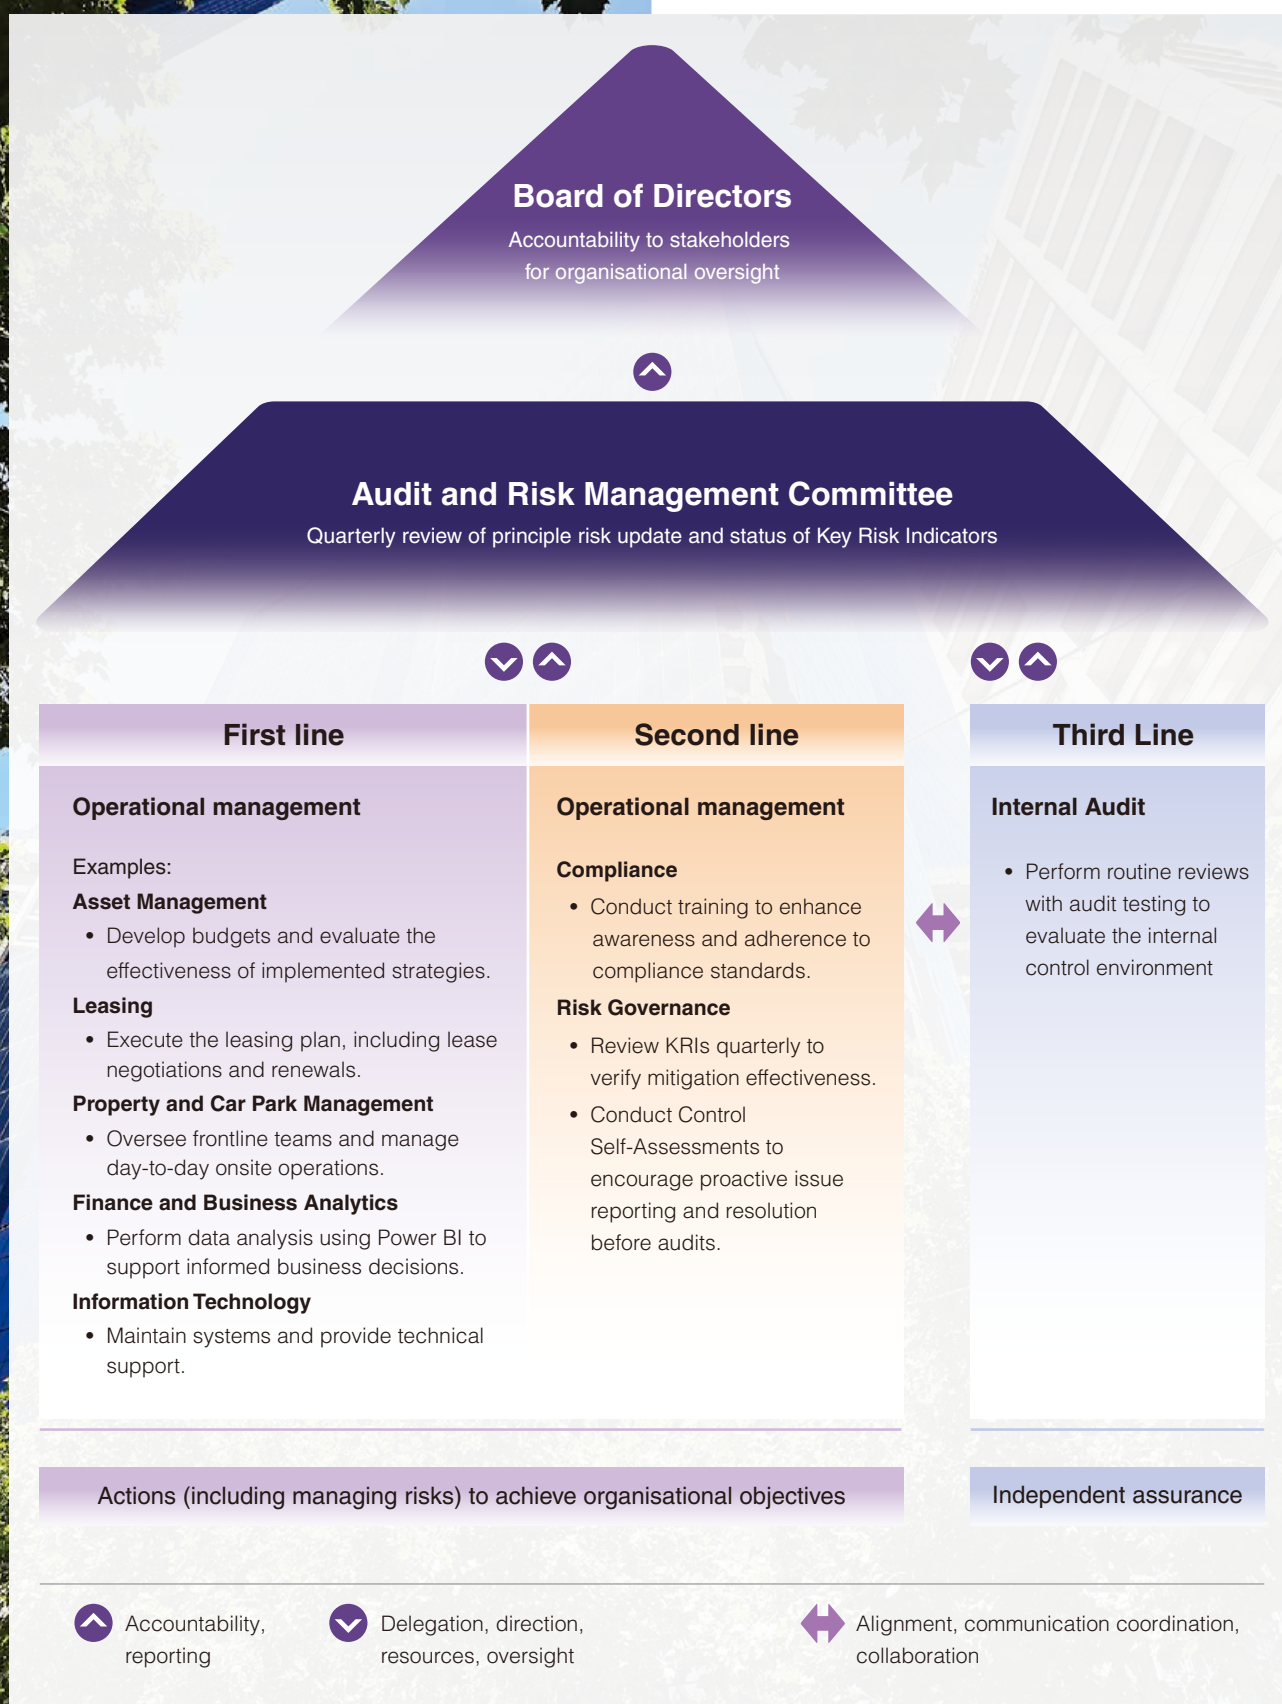 Board of Directors
Accountability to stakeholders
for organisational oversight
Audit and Risk Management Committee
Quarterly review of principle risk update and status of Key Risk Indicators
First line
Operational management
Examples:
Asset Management
• Develop budgets and evaluate the
effectiveness of implemented strategies.
Leasing
• Execute the leasing plan, including lease
negotiations and renewals.
Property and Car Park Management
• Oversee frontline teams and manage
day-to-day onsite operations.
Finance and Business Analytics
• Perform data analysis using Power BI to
support informed business decisions.
Information Technology
• Maintain systems and provide technical
support.
Second line
Operational management
Compliance
• Conduct training to enhance
awareness and adherence to
compliance standards.
Risk Governance
• Review KRIs quarterly to
verify mitigation effectiveness.
• Conduct Control
Self-Assessments to
encourage proactive issue
reporting and resolution
before audits.
Third Line
Internal Audit
• Perform routine reviews
with audit testing to
evaluate the internal
control environment
Actions (including managing risks) to achieve organisational objectives
Independent assurance
Accountability,
reporting
Delegation, direction,
resources, oversight
Alignment, communication coordination,
collaboration